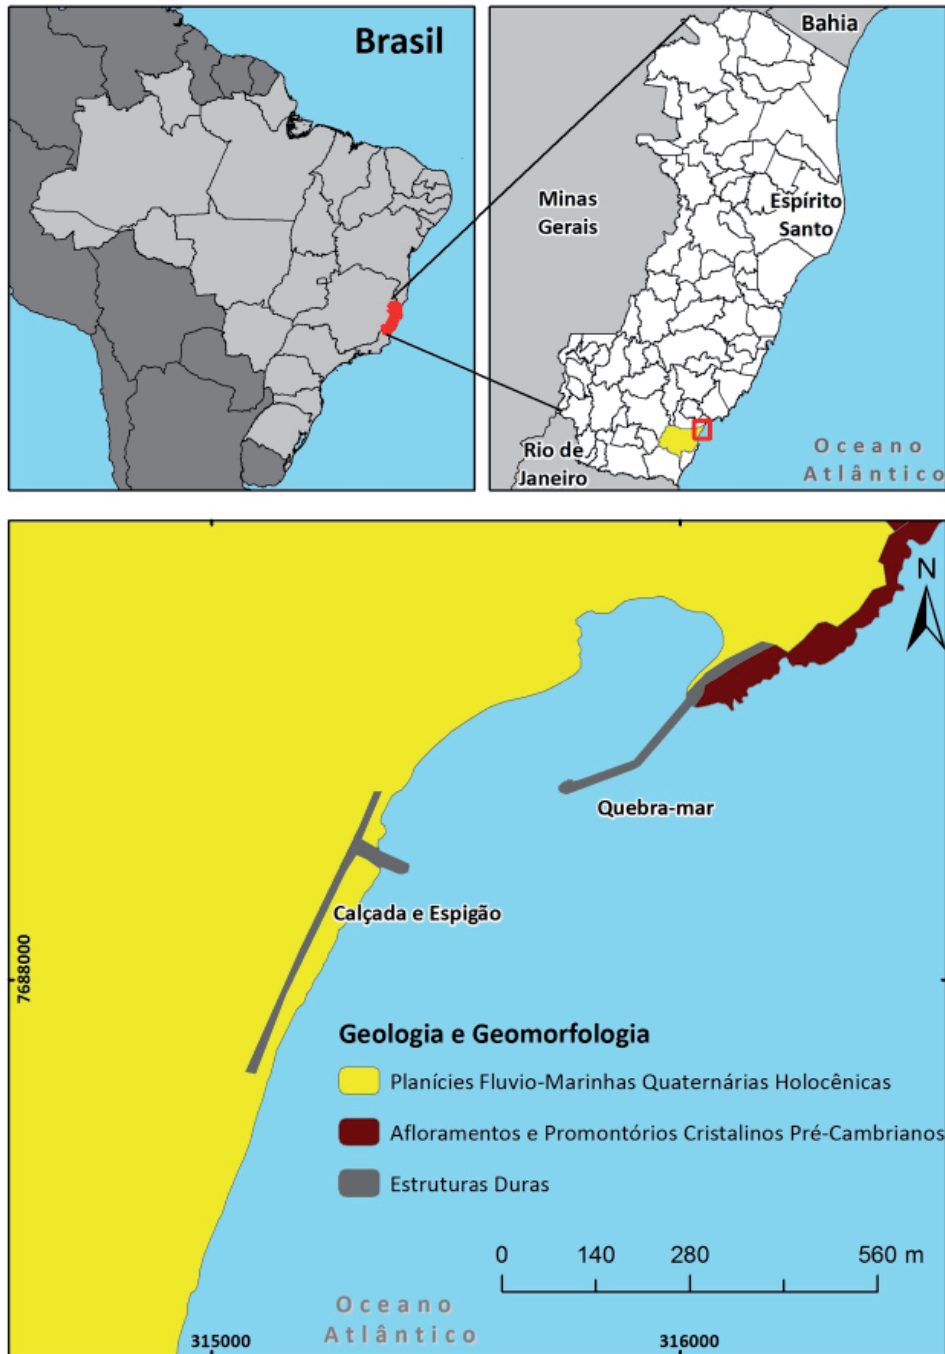 Brasil
Bahia
Minas
Gerais
Espírito
Santo
Rio de
Janeiro
Oceano
Atlântico
N
Quebra-mar
Calçada e Espigão
7688000
Geologia e Geomorfologia
Planícies Fluvio-Marinhas Quaternárias Holocênicas
Afloramentos e Promontórios Cristalinos Pré-Cambrianos
Estruturas Duras
0 140 280 560 m
Oceano
Atlântico
315000 316000